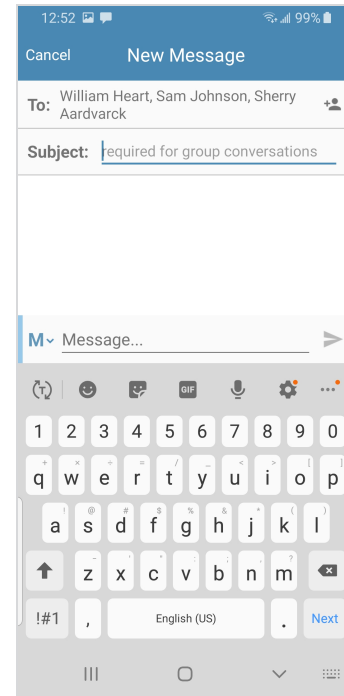 12:52 99%
Cancel New Message
To: William Heart, Sam Johnson, Sherry
Aardvarck
Subject: required for group conversations
M Message...
T GIF
1 2 3 4 5 6 7 8 9 0
+ × ÷ = / _ < > [ ]
q w e r t y u i o p
! @ # $ % & * ( )
a s d f g h j k l
- ' " : ; , ?
z x c v b n m
!#1 , English (US) . Next